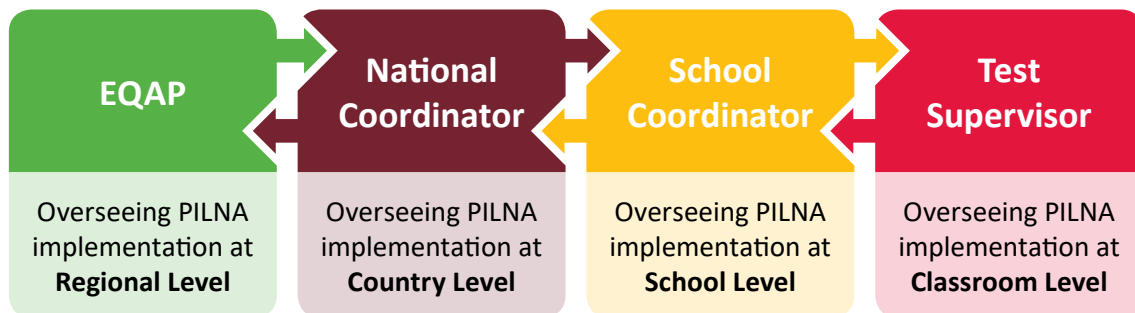 EQAP
Overseeing PILNA
implementation at
Regional Level
National
Coordinator
Overseeing PILNA
implementation at
Country Level
School
Coordinator
Overseeing PILNA
implementation at
School Level
Test
Supervisor
Overseeing PILNA
implementation at
Classroom Level